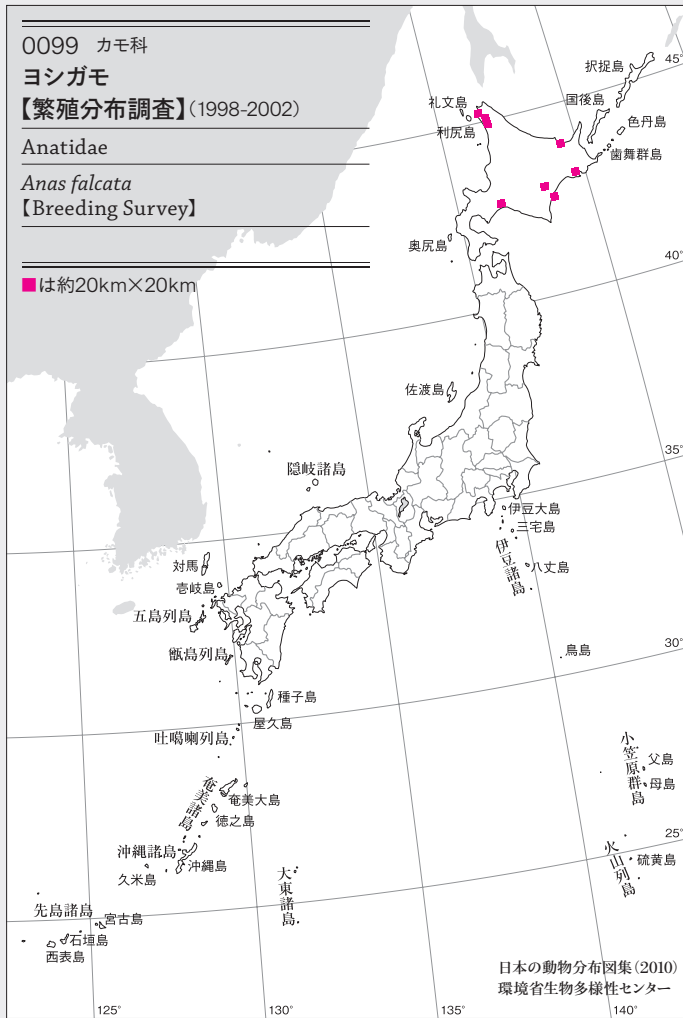 0099 カモ科
ヨシガモ
【繁殖分布調査】(1998-2002)
Anatidae
Anas falcata
【Breeding Survey】
■は約20km×20km
択捉島
45°
国後島
礼文島
色丹島
利尻島
歯舞群島
奥尻島
40°
佐渡島
35°
隠岐諸島
伊豆大島
三宅島
伊豆諸島
八丈島
対馬
壱岐島
五島列島
甑島列島
鳥島
30°
種子島
屋久島
吐噶喇列島
小笠原群島
父島
母島
奄美諸島
奄美大島
徳之島
25°
沖縄諸島
沖縄島
久米島
火山列島
硫黄島
大東諸島
先島諸島
宮古島
石垣島
西表島
日本の動物分布図集(2010)
環境省生物多様性センター
125°
130°
135°
140°